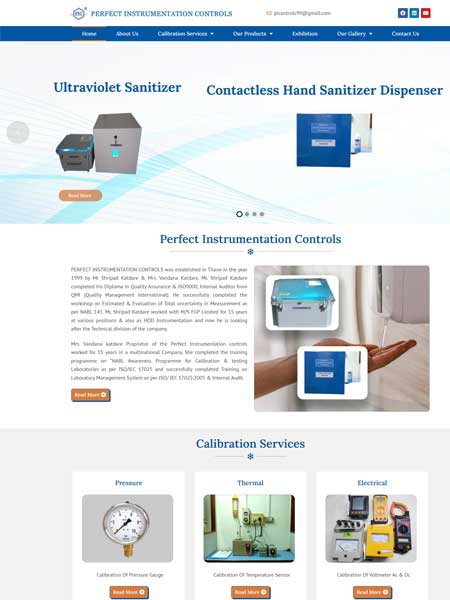 PERFECT INSTRUMENTATION CONTROLS
picontrols99@gmail.com
Home
About Us
Calibration Services
Our Products
Exhibition
Our Gallery
Contact Us
Ultraviolet Sanitizer
Contactless Hand Sanitizer Dispenser
Read More
Perfect Instrumentation Controls
PERFECT INSTRUMENTATION CONTROLS was established in Thane in the year
1999 by Mr Shripad Katdare & Mrs. Vandana Katdare. Mr. Shripad Katdare
completed his Diploma in Quality Assurance & ISO9000, Internal Auditor from
QMI (Quality Management International). He successfully completed the
workshop on Estimated & Evaluation of Total uncertainty in Measurement as
per NABL 141. Mr. Shripad Katdare worked with M/S FGP Limited for 15 years
at various positions & also as HOD Instrumentation and now he is looking
after the Technical division of the company.
Mrs. Vandana katdare Proprietor of the Perfect Instrumentation controls
worked for 15 years in a multinational Company. She completed the training
programme on "NABL Awareness Programme for Calibration & testing
Laboratories as per ISO/IEC 17025 and successfully completed Training on
Laboratory Management System as per ISO/ IEC 17025:2005 & Internal Audit.
Read More
Calibration Services
Pressure
Thermal
Electrical
Calibration Of Pressure Gauge
Calibration Of Temperature Sensor
Calibration Of Voltmeter Ac & Dc
Read More
Read More
Read More